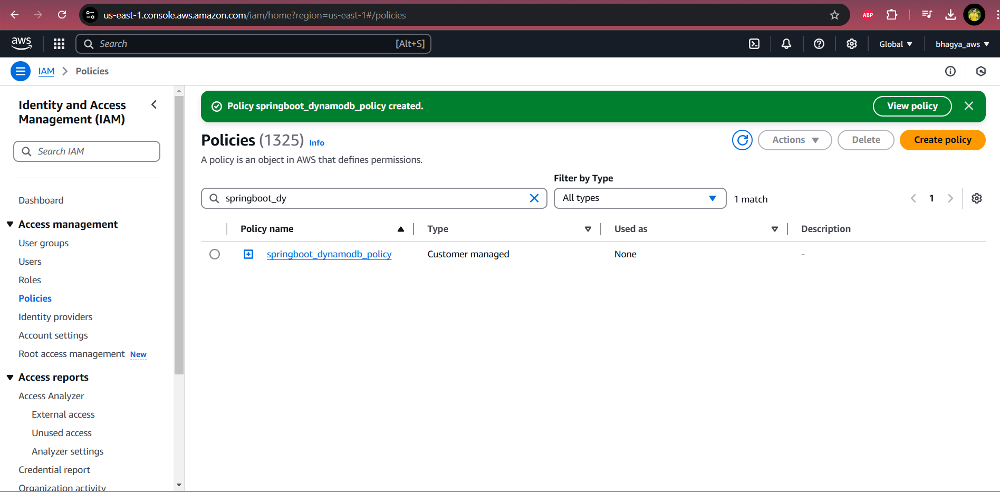 us-east-1.console.aws.amazon.com/iam/home?region=us-east-1#/policies
ABP
aws
Search
[Alt+S]
Global
bhagya_aws
IAM
Policies
Identity and Access
Management (IAM)
Search IAM
Dashboard
Access management
User groups
Users
Roles
Policies
Identity providers
Account settings
Root access management New
Access reports
Access Analyzer
External access
Unused access
Analyzer settings
Credential report
Organization activity
Policy springboot_dynamodb_policy created.
View policy
Policies (1325) Info
Actions
Delete
Create policy
A policy is an object in AWS that defines permissions.
Filter by Type
springboot_dy
All types
1 match
1
Policy name
Type
Used as
Description
springboot_dynamodb_policy
Customer managed
None
-